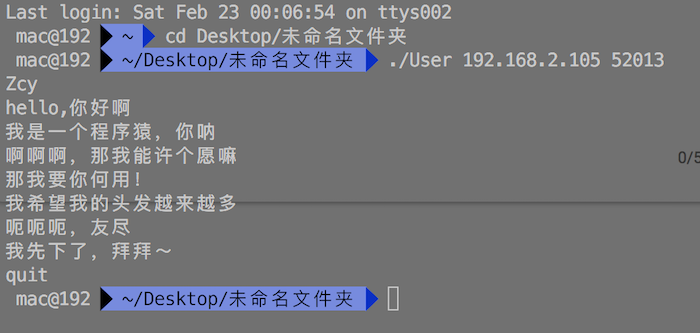 Last login: Sat Feb 23 00:06:54 on ttys002
mac@192 ~ cd Desktop/未命名文件夹
mac@192 ~/Desktop/未命名文件夹 ./User 192.168.2.105 52013
Zcy
hello,你好啊
我是一个程序猿，你呐
啊啊啊，那我能许个愿嘛
0/5
那我要你何用！
我希望我的头发越来越多
呃呃呃，友尽
我先下了，拜拜～
quit
mac@192 ~/Desktop/未命名文件夹